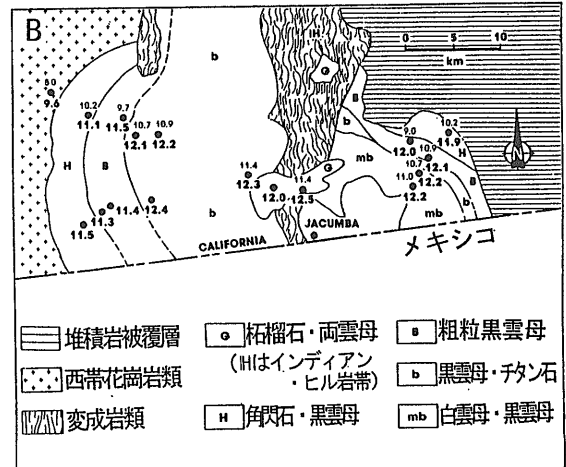 B
b
IH
G
0 5 10
km
B
8.0
9.6
10.2
11.1
9.7
11.5
10.7
12.1
10.9
12.2
b
mb
9.0
12.0
10.2
11.9
H
N
H
B
11.4
12.3
12.0
G
11.4
12.5
10.9
12.1
10.7
12.2
11.0
12.2
B
11.5
11.3
11.4
12.4
b
mb
b
CALIFORNIA
JACUMBA
メキシコ
堆積岩被覆層 G 柘榴石・両雲母 B 粗粒黒雲母
(IHはインディアン
西帯花崗岩類 ・ヒル岩帯) b 黒雲母・チタン石
変成岩類 H 角閃石・黒雲母 mb 白雲母・黒雲母